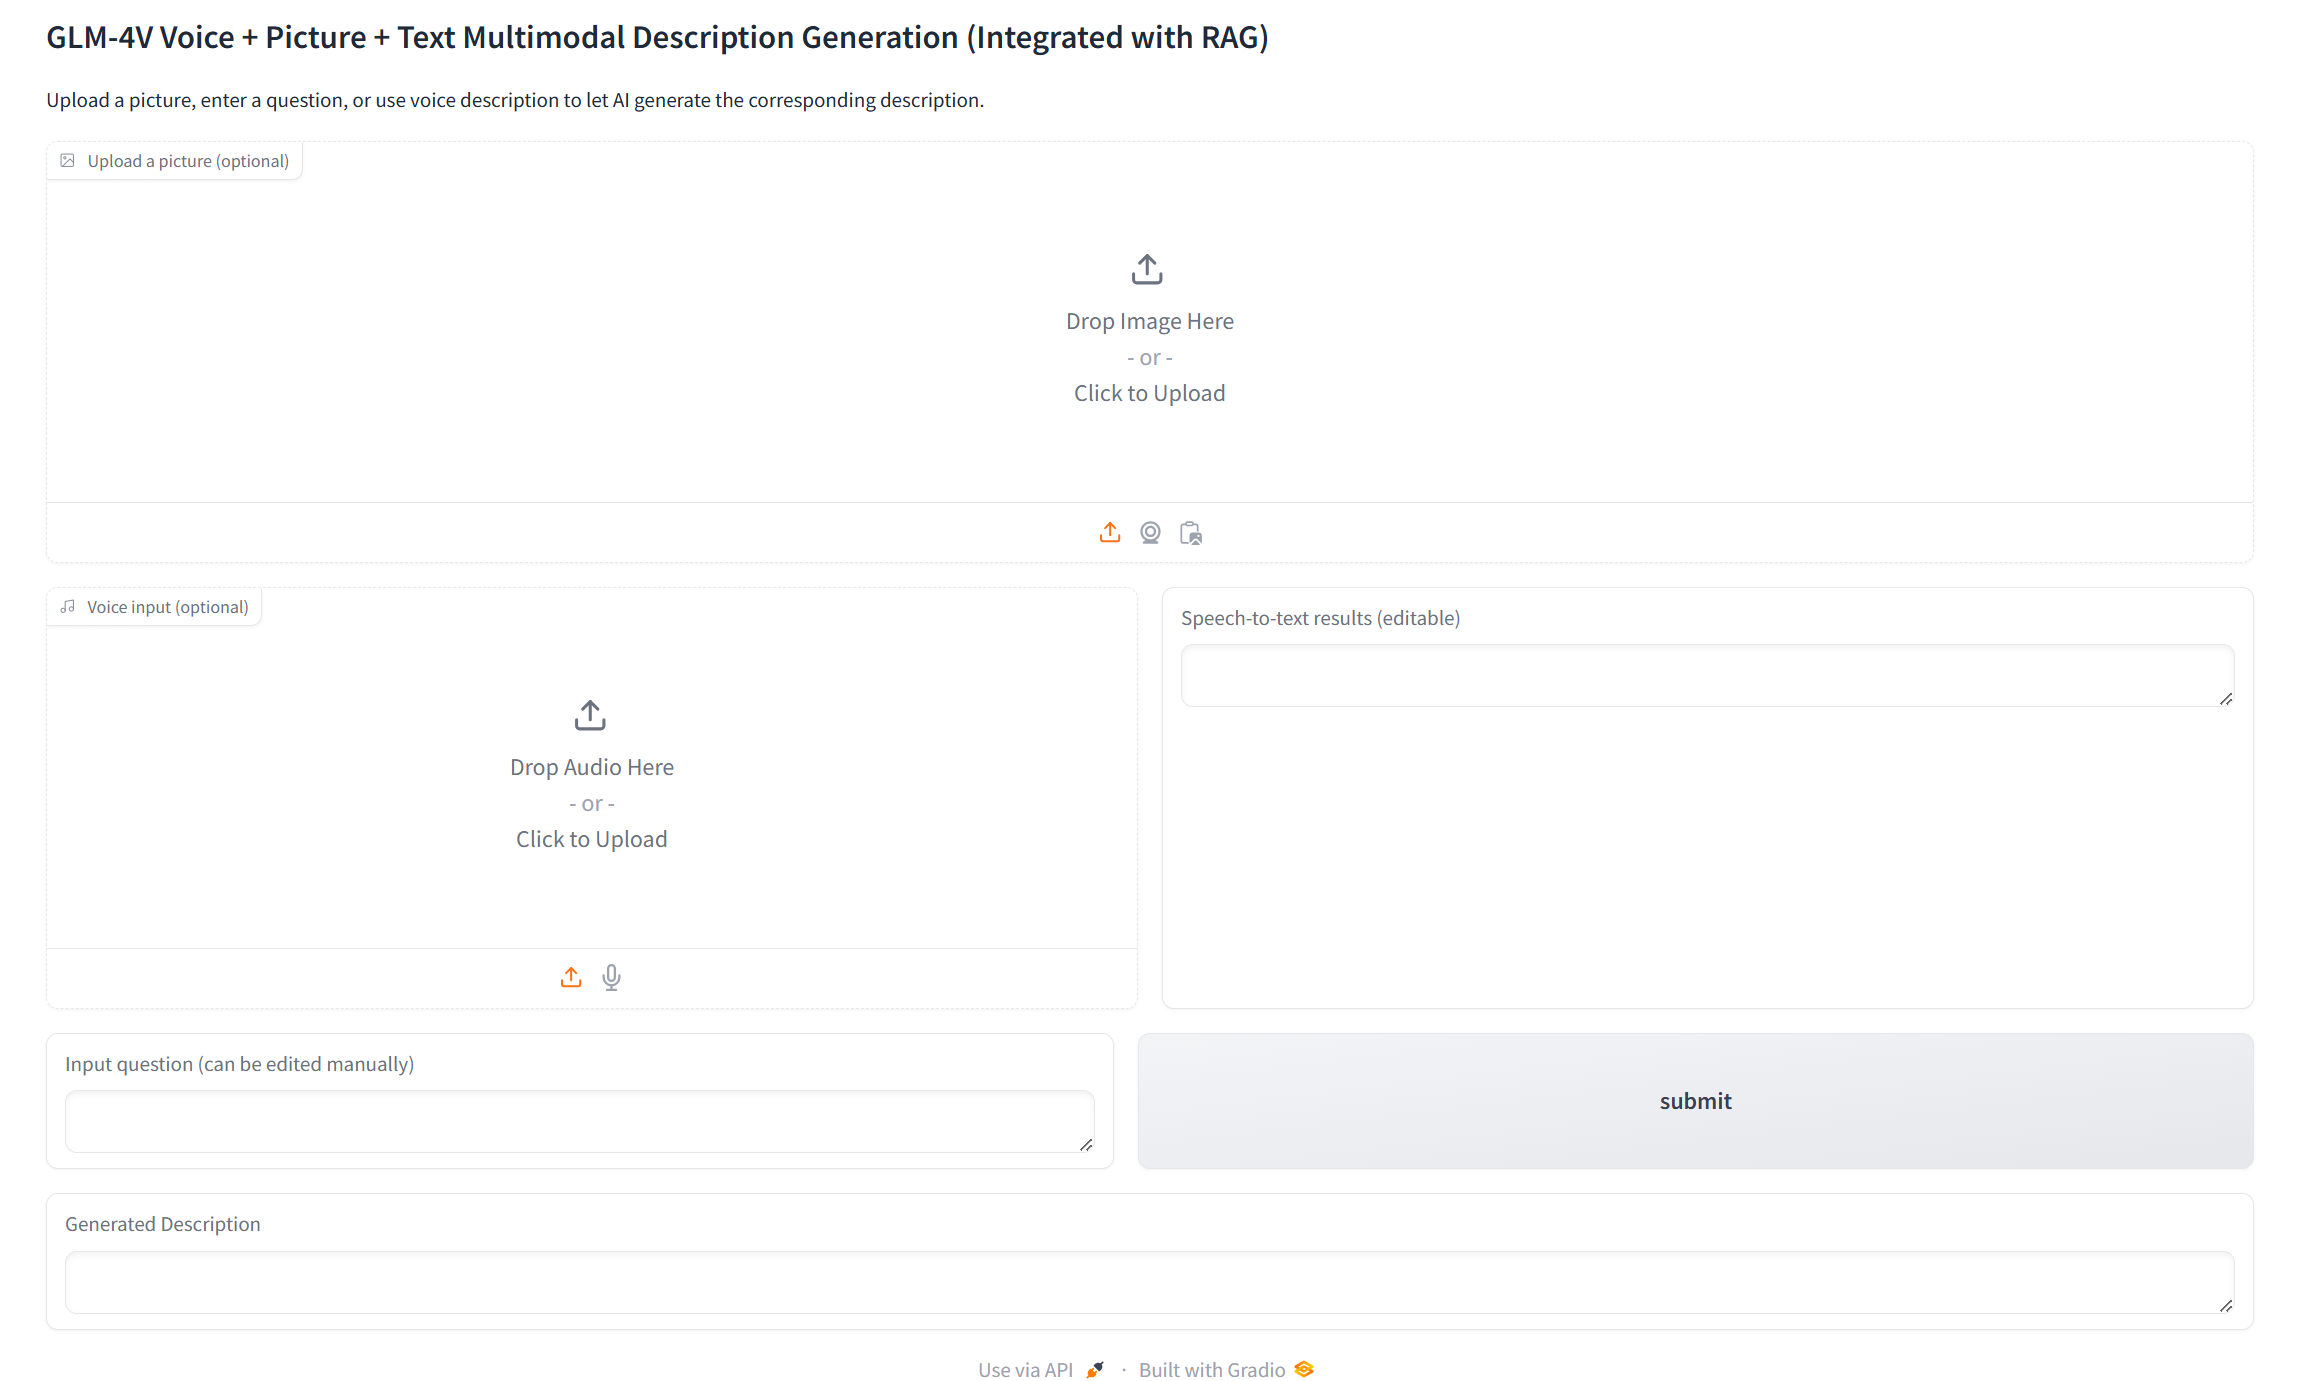 GLM-4V Voice + Picture + Text Multimodal Description Generation (Integrated with RAG)
Upload a picture, enter a question, or use voice description to let AI generate the corresponding description.
Upload a picture (optional)
Drop Image Here
- or -
Click to Upload
Voice input (optional)
Drop Audio Here
- or -
Click to Upload
Speech-to-text results (editable)
Input question (can be edited manually)
submit
Generated Description
Use via API · Built with Gradio